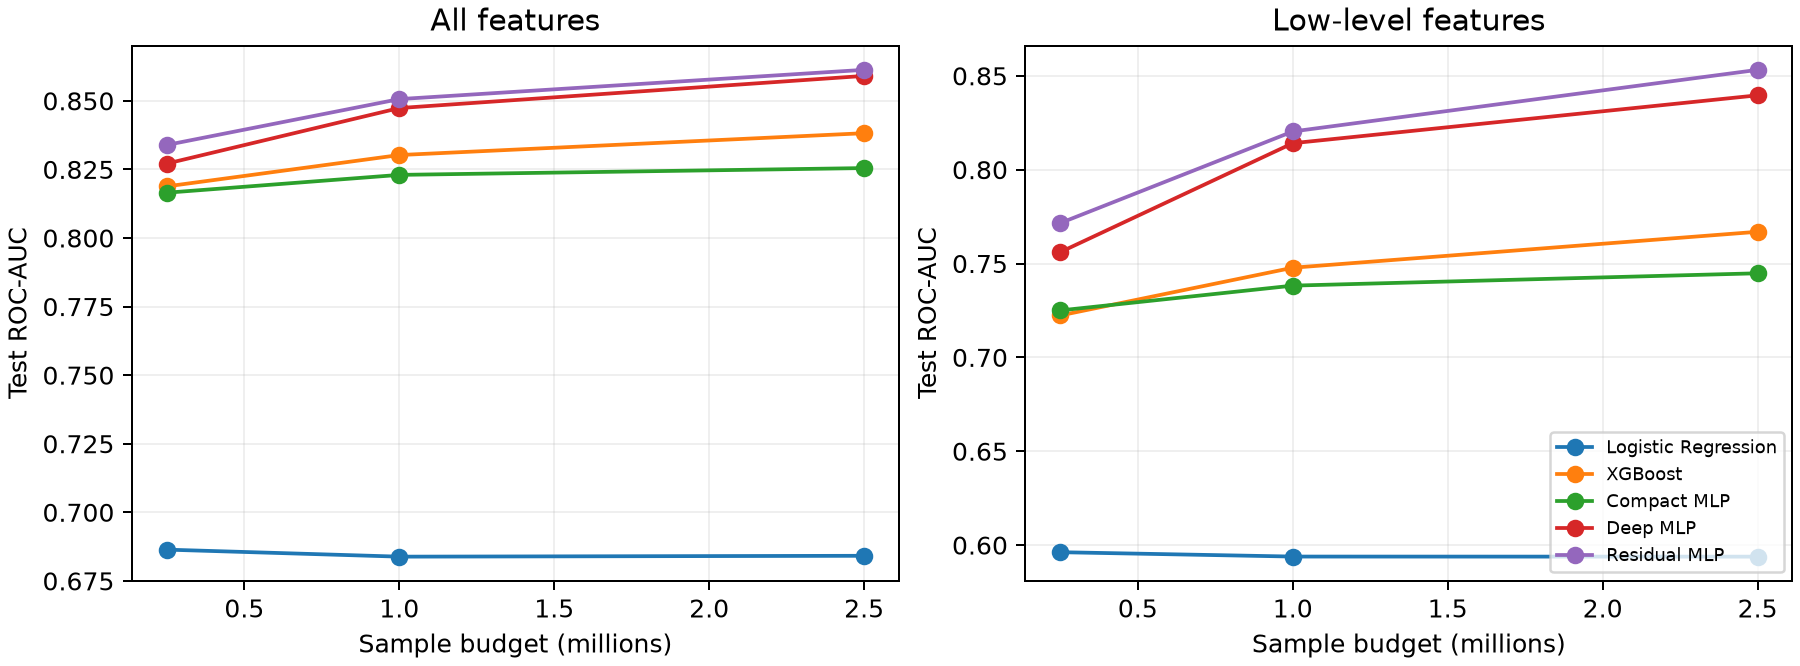 All features
0.850
0.825
0.800
0.775
0.750
0.725
0.700
0.675
Test ROC-AUC
0.5 1.0 1.5 2.0 2.5
Sample budget (millions)
Low-level features
0.85
0.80
0.75
0.70
0.65
0.60
Test ROC-AUC
Logistic Regression
XGBoost
Compact MLP
Deep MLP
Residual MLP
0.5 1.0 1.5 2.0 2.5
Sample budget (millions)